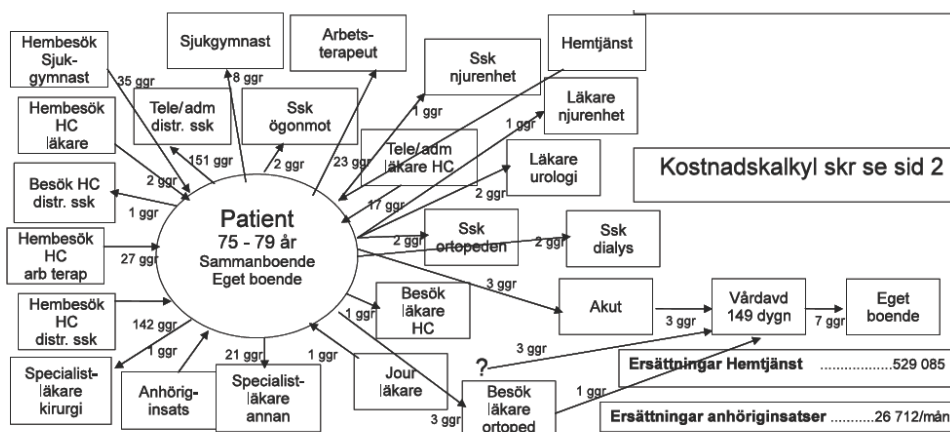 Hembesök
Sjuk-
gymnast
35 ggr
Sjukgymnast
8 ggr
Arbets-
terapeut
23 ggr
Ssk
njurenhet
1 ggr
Hemtjänst
Läkare
njurenhet
1 ggr
Hembesök
HC
läkare
2 ggr
Tele/adm
distr. ssk
151 ggr
Ssk
ögonmot
2 ggr
Tele/adm
läkare HC
17 ggr
Läkare
urologi
2 ggr
Kostnadskalkyl skr se sid 2
Besök HC
distr. ssk
1 ggr
Patient
75 - 79 år
Sammanboende
Eget boende
Ssk
ortopeden
2 ggr
Ssk
dialys
2 ggr
Hembesök
HC
arb terap
27 ggr
Hembesök
HC
distr. ssk
142 ggr
Besök
läkare
HC
1 ggr
3 ggr
Akut
3 ggr
Vårdavd
149 dygn
7 ggr
Eget
boende
Specialist-
läkare
kirurgi
1 ggr
Anhörig-
insats
21 ggr
Specialist-
läkare
annan
1 ggr
Jour
läkare
3 ggr
?
3 ggr
Besök
läkare
ortoped
1 ggr
Ersättningar Hemtjänst ............529 085
Ersättningar anhöriginsatser ..........26 712/mån